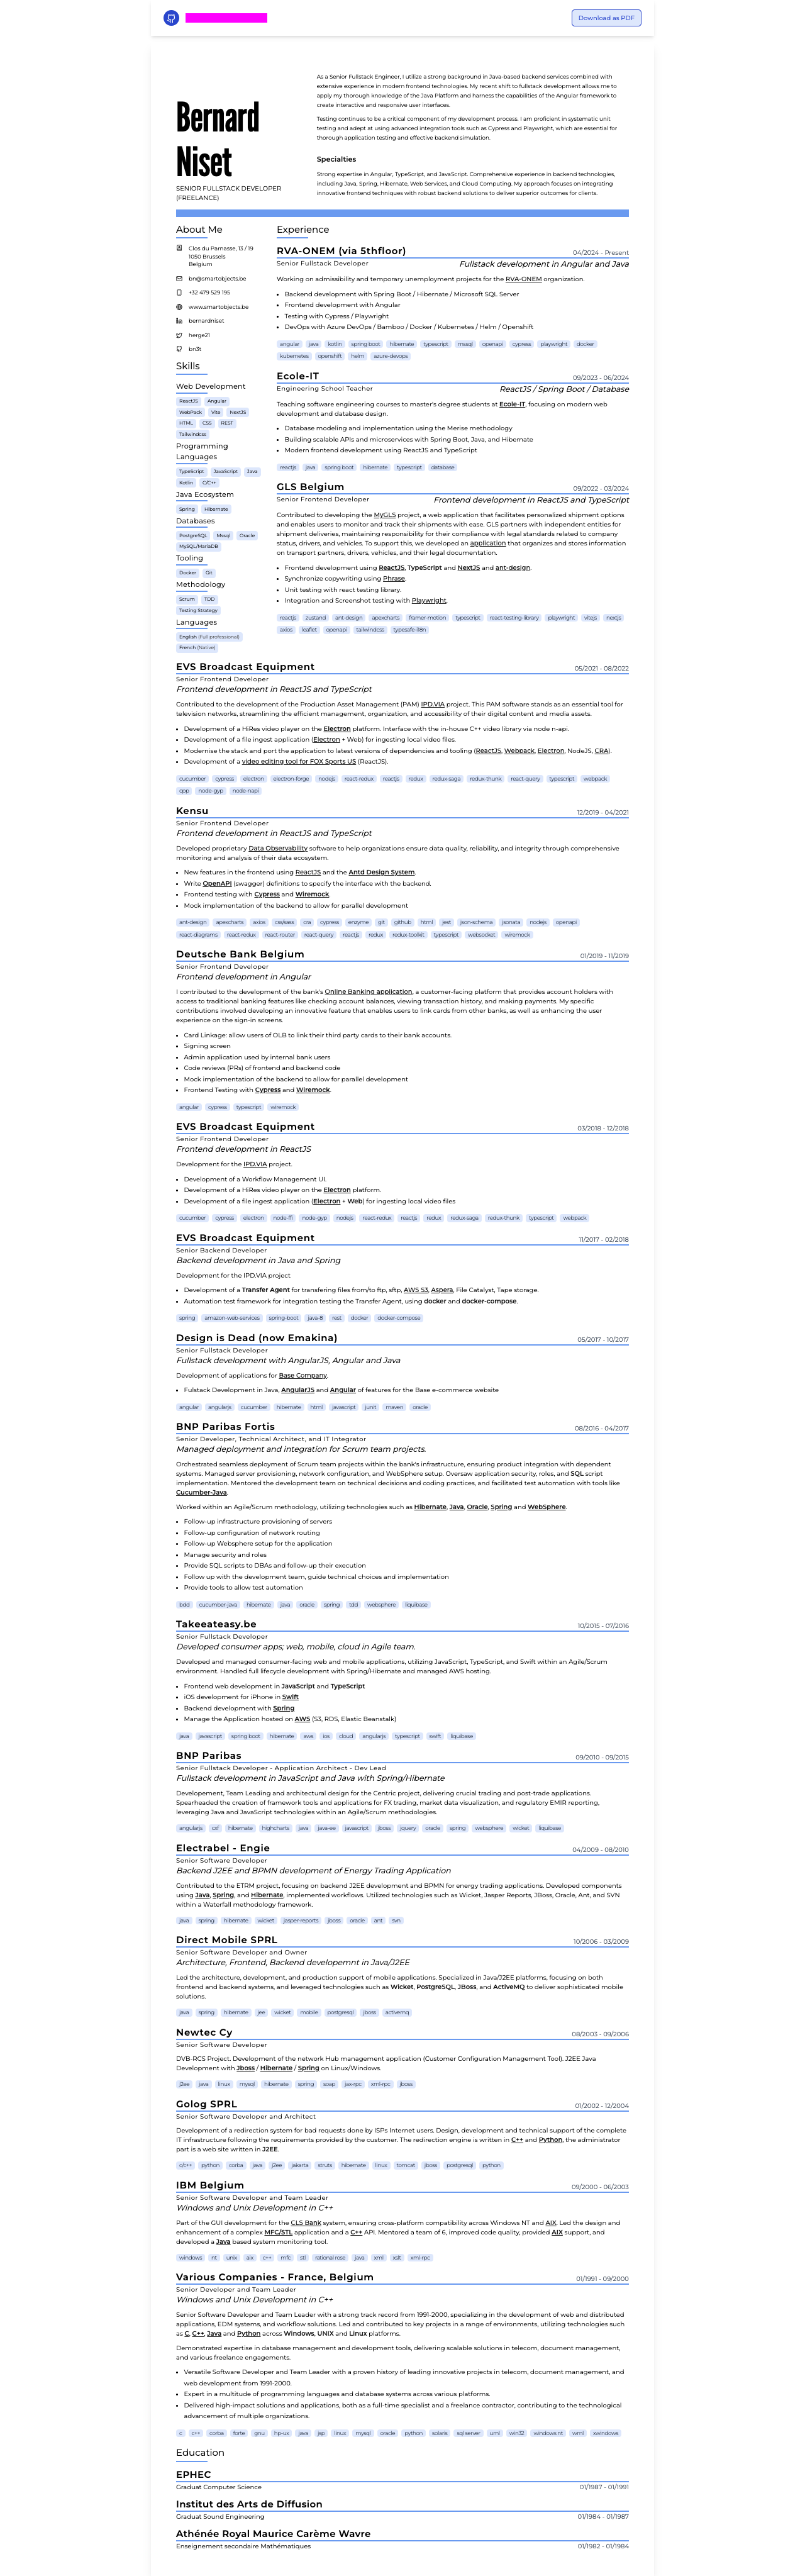 Download as PDF
Bernard
Niset
SENIOR FULLSTACK DEVELOPER
(FREELANCE)
As a Senior Fullstack Engineer, I utilize a strong background in Java-based backend services combined with
extensive experience in modern frontend technologies. My recent shift to fullstack development allows me to
apply my thorough knowledge of the Java Platform and harness the capabilities of the Angular framework to
create interactive and responsive user interfaces.
Testing continues to be a critical component of my development process. I am proficient in systematic unit
testing and adept at using advanced integration tools such as Cypress and Playwright, which are essential for
thorough application testing and effective backend simulation.
Specialties
Strong expertise in Angular, TypeScript, and JavaScript. Comprehensive experience in backend technologies,
including Java, Spring, Hibernate, Web Services, and Cloud Computing. My approach focuses on integrating
innovative frontend techniques with robust backend solutions to deliver superior outcomes for clients.
About Me
Clos du Parnasse, 13 / 19
1050 Brussels
Belgium
bn@smartobjects.be
+32 479 529 195
www.smartobjects.be
bernardniset
herge21
bn3t
Skills
Web Development
ReactJS Angular
WebPack Vite NextJS
HTML CSS REST
Tailwindcss
Programming
Languages
TypeScript JavaScript Java
Kotlin C/C++
Java Ecosystem
Spring Hibernate
Databases
PostgreSQL Mssql Oracle
MySQL/MariaDB
Tooling
Docker Git
Methodology
Scrum TDD
Testing Strategy
Languages
English (Full professional)
French (Native)
Experience
RVA-ONEM (via 5thfloor) 04/2024 - Present
Senior Fullstack Developer Fullstack development in Angular and Java
Working on admissibility and temporary unemployment projects for the RVA-ONEM organization.
• Backend development with Spring Boot / Hibernate / Microsoft SQL Server
• Frontend development with Angular
• Testing with Cypress / Playwright
• DevOps with Azure DevOps / Bamboo / Docker / Kubernetes / Helm / Openshift
angular java kotlin spring-boot hibernate typescript mssql openapi cypress playwright docker
kubernetes openshift helm azure-devops
Ecole-IT 09/2023 - 06/2024
Engineering School Teacher ReactJS / Spring Boot / Database
Teaching software engineering courses to master's degree students at Ecole-IT, focusing on modern web
development and database design.
• Database modeling and implementation using the Merise methodology
• Building scalable APIs and microservices with Spring Boot, Java, and Hibernate
• Modern frontend development using ReactJS and TypeScript
reactjs java spring-boot hibernate typescript database
GLS Belgium 09/2022 - 03/2024
Senior Frontend Developer Frontend development in ReactJS and TypeScript
Contributed to developing the MyGLS project, a web application that facilitates personalized shipment options
and enables users to monitor and track their shipments with ease. GLS partners with independent entities for
shipment deliveries, maintaining responsibility for their compliance with legal standards related to company
status, drivers, and vehicles. To support this, we developed an application that organizes and stores information
on transport partners, drivers, vehicles, and their legal documentation.
• Frontend development using ReactJS, TypeScript and NextJS and ant-design.
• Synchronize copywriting using Phrase.
• Unit testing with react testing library.
• Integration and Screenshot testing with Playwright.
reactjs zustand ant-design apexcharts framer-motion typescript react-testing-library playwright vitejs nextjs
axios leaflet openapi tailwindcss typesafe-i18n
EVS Broadcast Equipment 05/2021 - 08/2022
Senior Frontend Developer
Frontend development in ReactJS and TypeScript
Contributed to the development of the Production Asset Management (PAM) IPD.VIA project. This PAM software stands as an essential tool for
television networks, streamlining the efficient management, organization, and accessibility of their digital content and media assets.
• Development of a HiRes video player on the Electron platform. Interface with the in-house C++ video library via node n-api.
• Development of a file ingest application (Electron + Web) for ingesting local video files.
• Modernise the stack and port the application to latest versions of dependencies and tooling (ReactJS, Webpack, Electron, NodeJS, CRA).
• Development of a video editing tool for FOX Sports US (ReactJS).
cucumber cypress electron electron-forge nodejs react-redux reactjs redux redux-saga redux-thunk react-query typescript webpack
cpp node-gyp node-napi
Kensu 12/2019 - 04/2021
Senior Frontend Developer
Frontend development in ReactJS and TypeScript
Developed proprietary Data Observability software to help organizations ensure data quality, reliability, and integrity through comprehensive
monitoring and analysis of their data ecosystem.
• New features in the frontend using ReactJS and the Antd Design System.
• Write OpenAPI (swagger) definitions to specify the interface with the backend.
• Frontend testing with Cypress and Wiremock.
• Mock implementation of the backend to allow for parallel development
ant-design apexcharts axios css/sass cra cypress enzyme git github html jest json-schema jsonata nodejs openapi
react-diagrams react-redux react-router react-query reactjs redux redux-toolkit typescript websocket wiremock
Deutsche Bank Belgium 01/2019 - 11/2019
Senior Frontend Developer
Frontend development in Angular
I contributed to the development of the bank's Online Banking application, a customer-facing platform that provides account holders with
access to traditional banking features like checking account balances, viewing transaction history, and making payments. My specific
contributions involved developing an innovative feature that enables users to link cards from other banks, as well as enhancing the user
experience on the sign-in screens.
• Card Linkage: allow users of OLB to link their third party cards to their bank accounts.
• Signing screen
• Admin application used by internal bank users
• Code reviews (PRs) of frontend and backend code
• Mock implementation of the backend to allow for parallel development
• Frontend Testing with Cypress and Wiremock.
angular cypress typescript wiremock
EVS Broadcast Equipment 03/2018 - 12/2018
Senior Frontend Developer
Frontend development in ReactJS
Development for the IPD.VIA project.
• Development of a Workflow Management UI.
• Development of a HiRes video player on the Electron platform.
• Development of a file ingest application (Electron + Web) for ingesting local video files
cucumber cypress electron node-ffi node-gyp nodejs react-redux reactjs redux redux-saga redux-thunk typescript webpack
EVS Broadcast Equipment 11/2017 - 02/2018
Senior Backend Developer
Backend development in Java and Spring
Development for the IPD.VIA project
• Development of a Transfer Agent for transfering files from/to ftp, sftp, AWS S3, Aspera, File Catalyst, Tape storage.
• Automation test framework for integration testing the Transfer Agent, using docker and docker-compose.
spring amazon-web-services spring-boot java-8 rest docker docker-compose
Design is Dead (now Emakina) 05/2017 - 10/2017
Senior Fullstack Developer
Fullstack development with AngularJS, Angular and Java
Development of applications for Base Company.
• Fulstack Development in Java, AngularJS and Angular of features for the Base e-commerce website
angular angularjs cucumber hibernate html javascript junit maven oracle
BNP Paribas Fortis 08/2016 - 04/2017
Senior Developer, Technical Architect, and IT Integrator
Managed deployment and integration for Scrum team projects.
Orchestrated seamless deployment of Scrum team projects within the bank's infrastructure, ensuring product integration with dependent
systems. Managed server provisioning, network configuration, and WebSphere setup. Oversaw application security, roles, and SQL script
implementation. Mentored the development team on technical decisions and coding practices, and facilitated test automation with tools like
Cucumber-Java.
Worked within an Agile/Scrum methodology, utilizing technologies such as Hibernate, Java, Oracle, Spring and WebSphere.
• Follow-up infrastructure provisioning of servers
• Follow-up configuration of network routing
• Follow-up Websphere setup for the application
• Manage security and roles
• Provide SQL scripts to DBAs and follow-up their execution
• Follow up with the development team, guide technical choices and implementation
• Provide tools to allow test automation
bdd cucumber-java hibernate java oracle spring tdd websphere liquibase
Takeeateasy.be 10/2015 - 07/2016
Senior Fullstack Developer
Developed consumer apps; web, mobile, cloud in Agile team.
Developed and managed consumer-facing web and mobile applications, utilizing JavaScript, TypeScript, and Swift within an Agile/Scrum
environment. Handled full lifecycle development with Spring/Hibernate and managed AWS hosting.
• Frontend web development in JavaScript and TypeScript
• iOS development for iPhone in Swift
• Backend development with Spring
• Manage the Application hosted on AWS (S3, RDS, Elastic Beanstalk)
java javascript spring-boot hibernate aws ios cloud angularjs typescript swift liquibase
BNP Paribas 09/2010 - 09/2015
Senior Fullstack Developer - Application Architect - Dev Lead
Fullstack development in JavaScript and Java with Spring/Hibernate
Developement, Team Leading and architectural design for the Centric project, delivering crucial trading and post-trade applications.
Spearheaded the creation of framework tools and applications for FX trading, market data visualization, and regulatory EMIR reporting,
leveraging Java and JavaScript technologies within an Agile/Scrum methodologies.
angularjs cxf hibernate highcharts java java-ee javascript jboss jquery oracle spring websphere wicket liquibase
Electrabel - Engie 04/2009 - 08/2010
Senior Software Developer
Backend J2EE and BPMN development of Energy Trading Application
Contributed to the ETRM project, focusing on backend J2EE development and BPMN for energy trading applications. Developed components
using Java, Spring, and Hibernate, implemented workflows. Utilized technologies such as Wicket, Jasper Reports, JBoss, Oracle, Ant, and SVN
within a Waterfall methodology framework.
java spring hibernate wicket jasper-reports jboss oracle ant svn
Direct Mobile SPRL 10/2006 - 03/2009
Senior Software Developer and Owner
Architecture, Frontend, Backend developemnt in Java/J2EE
Led the architecture, development, and production support of mobile applications. Specialized in Java/J2EE platforms, focusing on both
frontend and backend systems, and leveraged technologies such as Wicket, PostgreSQL, JBoss, and ActiveMQ to deliver sophisticated mobile
solutions.
java spring hibernate jee wicket mobile postgresql jboss activemq
Newtec Cy 08/2003 - 09/2006
Senior Software Developer
DVB-RCS Project. Development of the network Hub management application (Customer Configuration Management Tool). J2EE Java
Development with Jboss / Hibernate / Spring on Linux/Windows.
j2ee java linux mysql hibernate spring soap jax-rpc xml-rpc jboss
Golog SPRL 01/2002 - 12/2004
Senior Software Developer and Architect
Development of a redirection system for bad requests done by ISPs Internet users. Design, development and technical support of the complete
IT infrastructure following the requirements provided by the customer. The redirection engine is written in C++ and Python, the administrator
part is a web site written in J2EE.
c/c++ python corba java j2ee jakarta struts hibernate linux tomcat jboss postgresql python
IBM Belgium 09/2000 - 06/2003
Senior Software Developer and Team Leader
Windows and Unix Development in C++
Part of the GUI development for the CLS Bank system, ensuring cross-platform compatibility across Windows NT and AIX. Led the design and
enhancement of a complex MFC/STL application and a C++ API. Mentored a team of 6, improved code quality, provided AIX support, and
developed a Java based system monitoring tool.
windows nt unix aix c++ mfc stl rational rose java xml xslt xml-rpc
Various Companies - France, Belgium 01/1991 - 09/2000
Senior Developer and Team Leader
Windows and Unix Development in C++
Senior Software Developer and Team Leader with a strong track record from 1991-2000, specializing in the development of web and distributed
applications, EDM systems, and workflow solutions. Led and contributed to key projects in a range of environments, utilizing technologies such
as C, C++, Java and Python across Windows, UNIX and Linux platforms.
Demonstrated expertise in database management and development tools, delivering scalable solutions in telecom, document management,
and various freelance engagements.
• Versatile Software Developer and Team Leader with a proven history of leading innovative projects in telecom, document management, and
web development from 1991-2000.
• Expert in a multitude of programming languages and database systems across various platforms.
• Delivered high-impact solutions and applications, both as a full-time specialist and a freelance contractor, contributing to the technological
advancement of multiple organizations.
c c++ corba forte gnu hp-ux java jsp linux mysql oracle python solaris sql server uml win32 windows nt wml xwindows
Education
EPHEC
Graduat Computer Science 01/1987 - 01/1991
Institut des Arts de Diffusion
Graduat Sound Engineering 01/1984 - 01/1987
Athénée Royal Maurice Carème Wavre
Enseignement secondaire Mathématiques 01/1982 - 01/1984